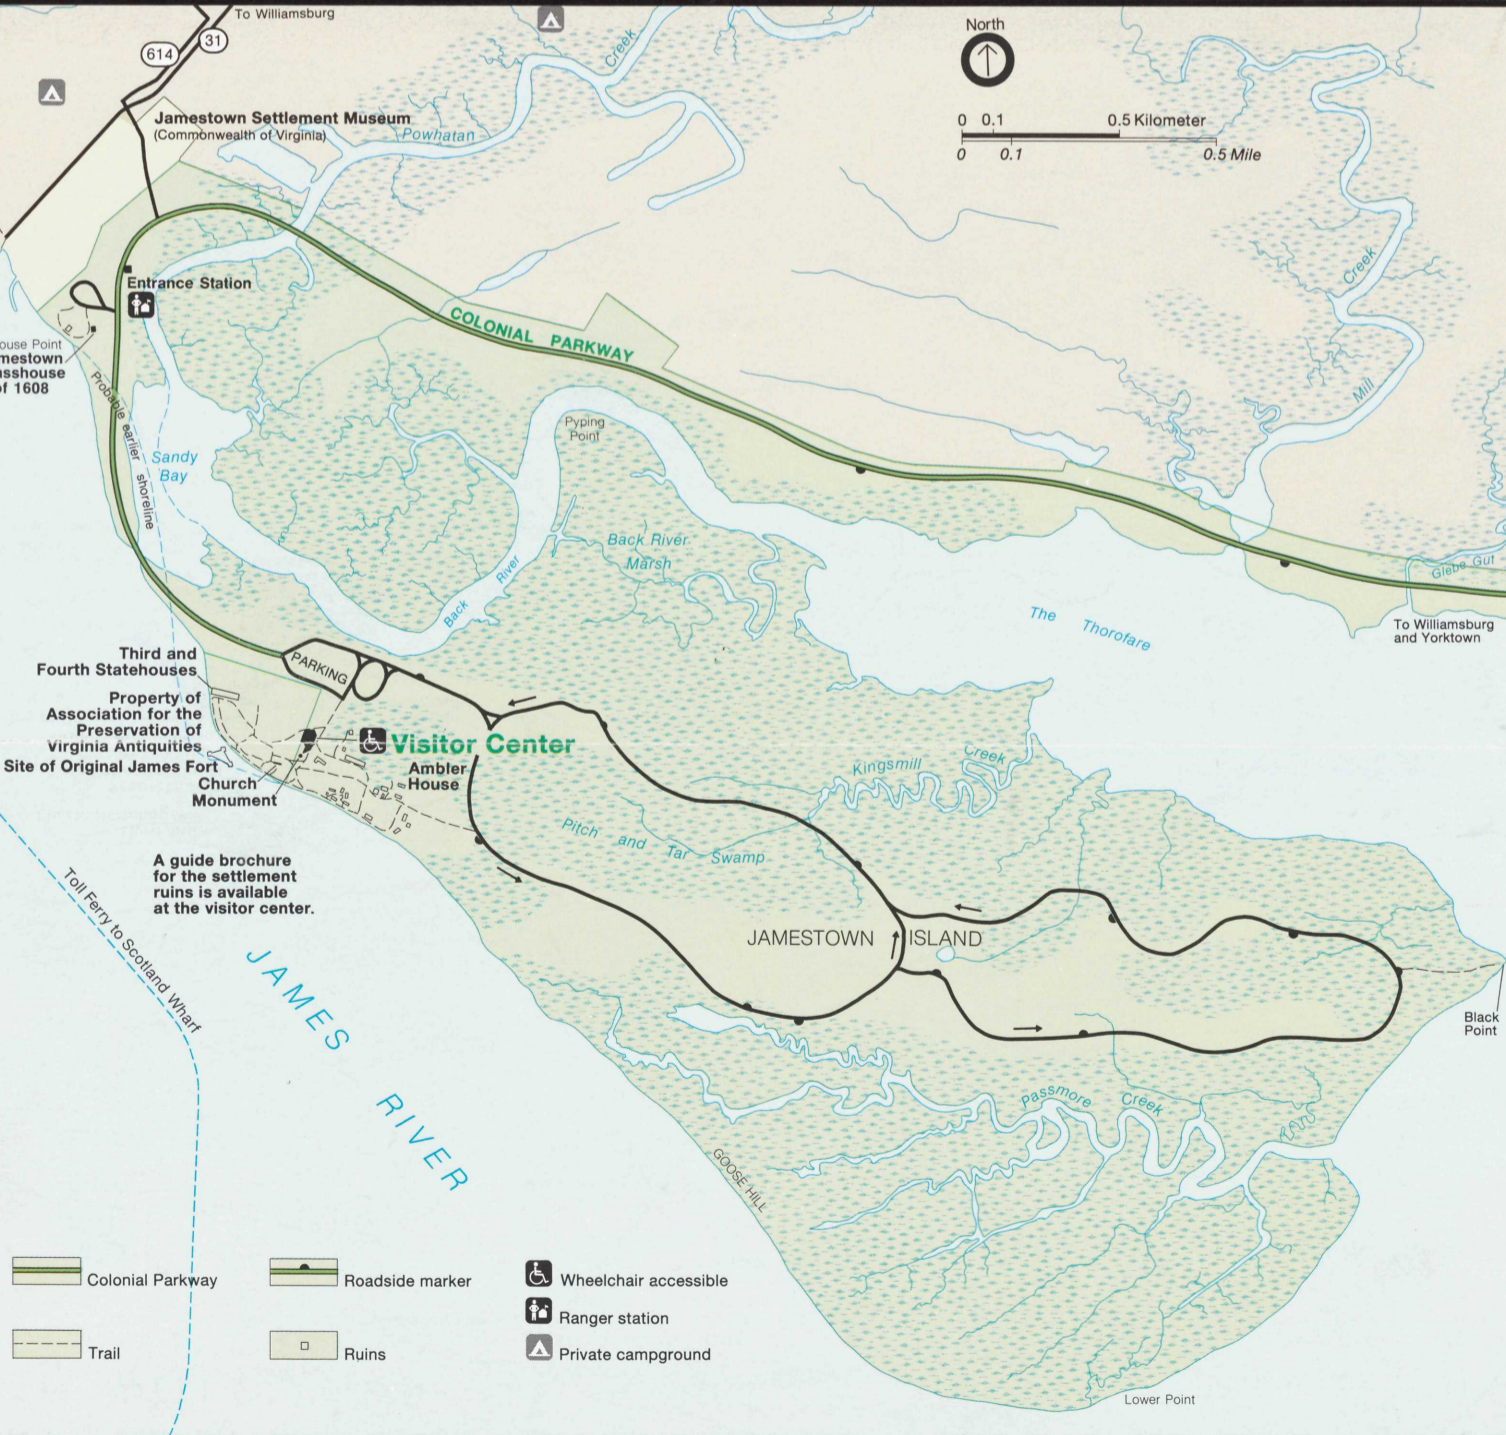 To Williamsburg
614
31
Creek
North
0 0.1 0.5 Kilometer
0 0.1 0.5 Mile
Jamestown Settlement Museum
(Commonwealth of Virginia)
Powhatan
Creek
Mill
Entrance Station
COLONIAL PARKWAY
ouse Point
mestown
sshouse
of 1608
Probable earlier shoreline
Sandy
Bay
Pyping
Point
Back River
Marsh
Back River
Glebe Gut
The Thorofare
To Williamsburg
and Yorktown
Third and
Fourth Statehouses
PARKING
Property of
Association for the
Preservation of
Virginia Antiquities
Site of Original James Fort
Church
Monument
Visitor Center
Ambler
House
Kingsmill Creek
Pitch and Tar Swamp
A guide brochure
for the settlement
ruins is available
at the visitor center.
Toll Ferry to Scotland Wharf
JAMES RIVER
JAMESTOWN ISLAND
Black
Point
Passmore Creek
GOOSE HILL
Lower Point
Colonial Parkway
Roadside marker
Wheelchair accessible
Ranger station
Trail
Ruins
Private campground